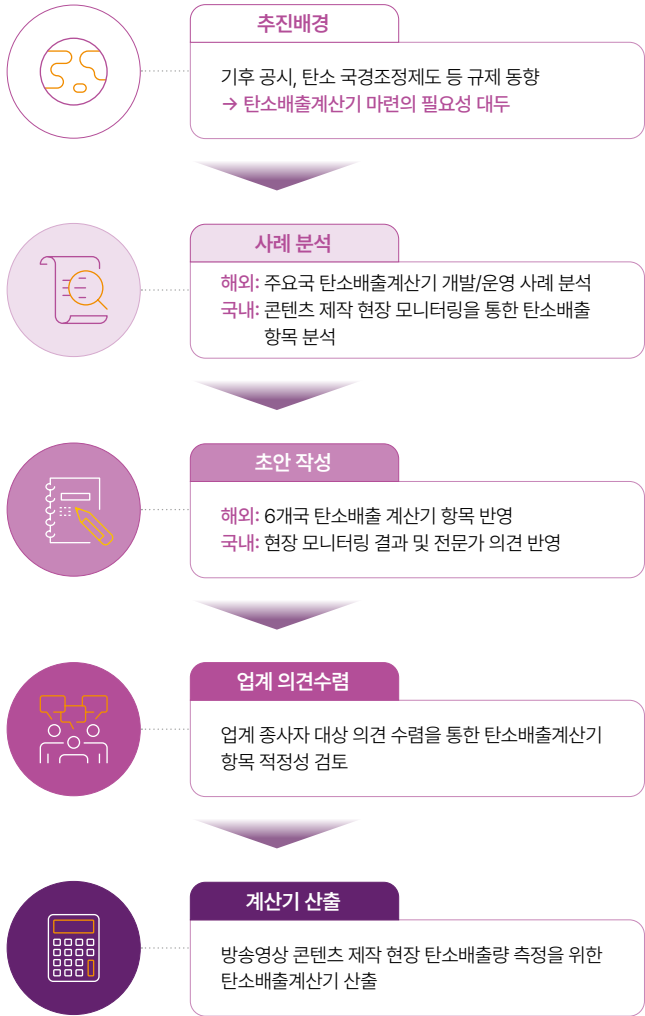 추진배경
기후 공시, 탄소 국경조정제도 등 규제 동향
→ 탄소배출계산기 마련의 필요성 대두
사례 분석
해외: 주요국 탄소배출계산기 개발/운영 사례 분석
국내: 콘텐츠 제작 현장 모니터링을 통한 탄소배출
항목 분석
초안 작성
해외: 6개국 탄소배출 계산기 항목 반영
국내: 현장 모니터링 결과 및 전문가 의견 반영
업계 의견수렴
업계 종사자 대상 의견 수렴을 통한 탄소배출계산기
항목 적정성 검토
계산기 산출
방송영상 콘텐츠 제작 현장 탄소배출량 측정을 위한
탄소배출계산기 산출